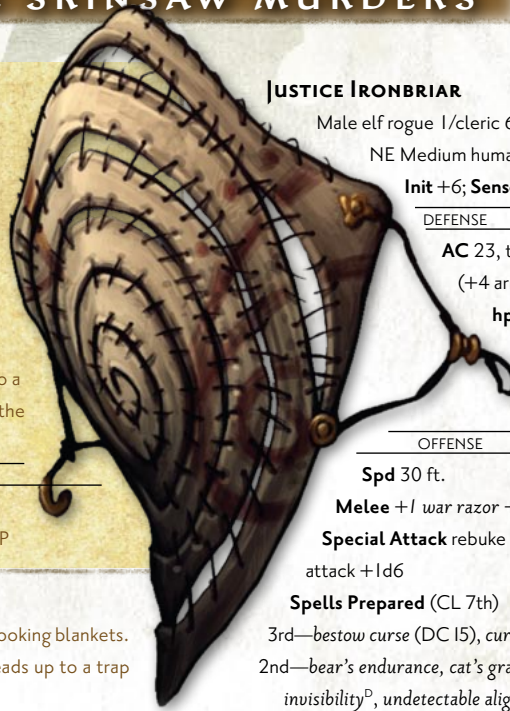 SKINSAW MURDERS
o a
the
P
ooking blankets.
eads up to a trap
Justice Ironbriar
Male elf rogue 1/cleric 6
NE Medium huma
Init +6; Sens
DEFENSE
AC 23, t
(+4 ar
hp
OFFENSE
Spd 30 ft.
Melee +1 war razor
Special Attack rebuke
attack +1d6
Spells Prepared (CL 7th)
3rd—bestow curse (DC 15), cur
2nd—bear's endurance, cat's gra
invisibilityᴰ, undetectable alig